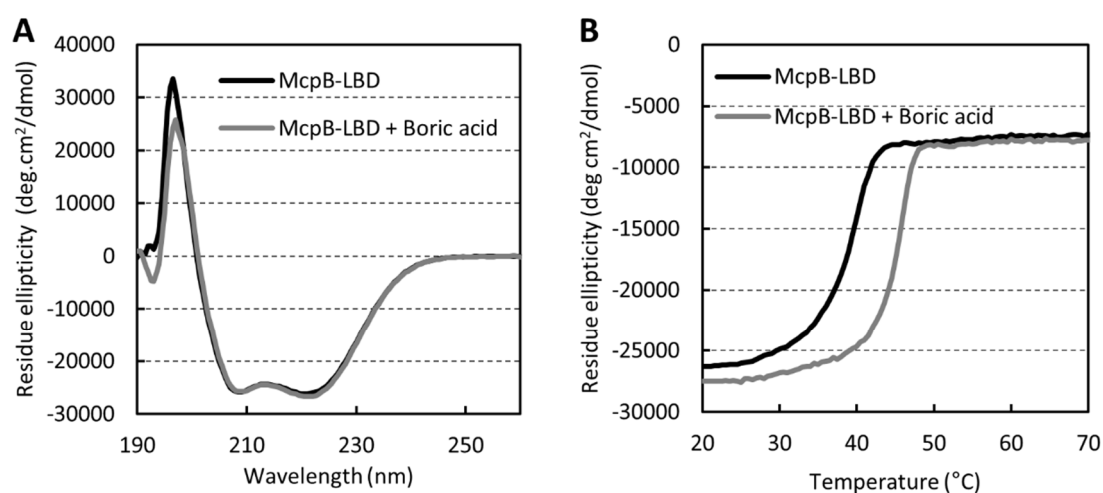 A
Residue ellipticity (deg.cm²/dmol)
40000
30000
20000
10000
0
-10000
-20000
-30000
McpB-LBD
McpB-LBD + Boric acid
190
210
230
250
Wavelength (nm)
B
Residue ellipticity (deg cm²/dmol)
0
-5000
-10000
-15000
-20000
-25000
-30000
McpB-LBD
McpB-LBD + Boric acid
20
30
40
50
60
70
Temperature (°C)